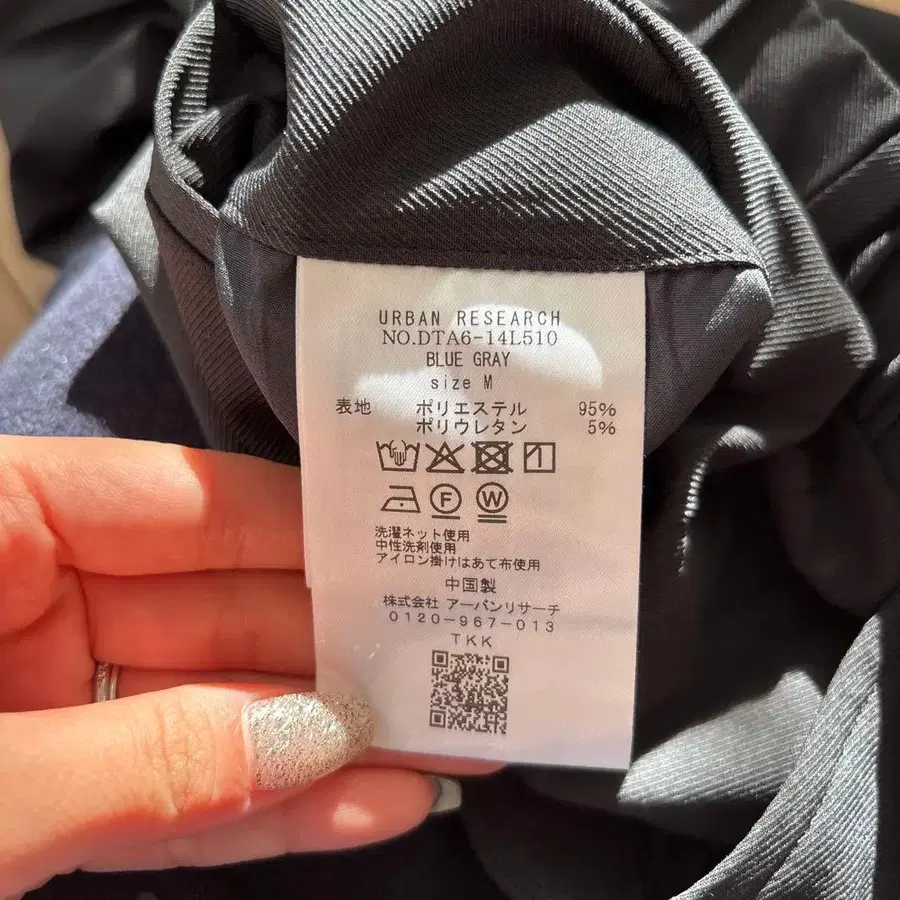 URBAN RESEARCH
NO.DTA6-14L510
BLUE GRAY
size M
表地 ポリエステル 95%
ポリウレタン 5%
F W
洗濯ネット使用
中性洗剤使用
アイロン掛けはあて布使用
中国製
株式会社 アーバンリサーチ
0120-967-013
TKK